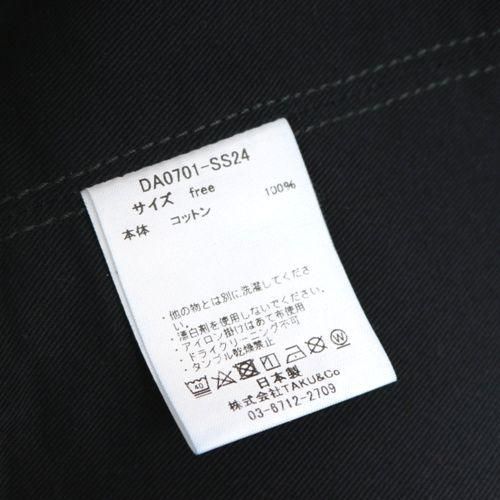 DA0701-SS24
サイズ free
本体 コットン 100%
・他の物とは別に洗濯してくださ
い。
・漂白剤を使用しないでください。
・アイロン掛けはあて布使用
・ドライクリーニング不可
・タンブル乾燥禁止
40 W
日本製
株式会社TAKU&Co
03-6712-2709